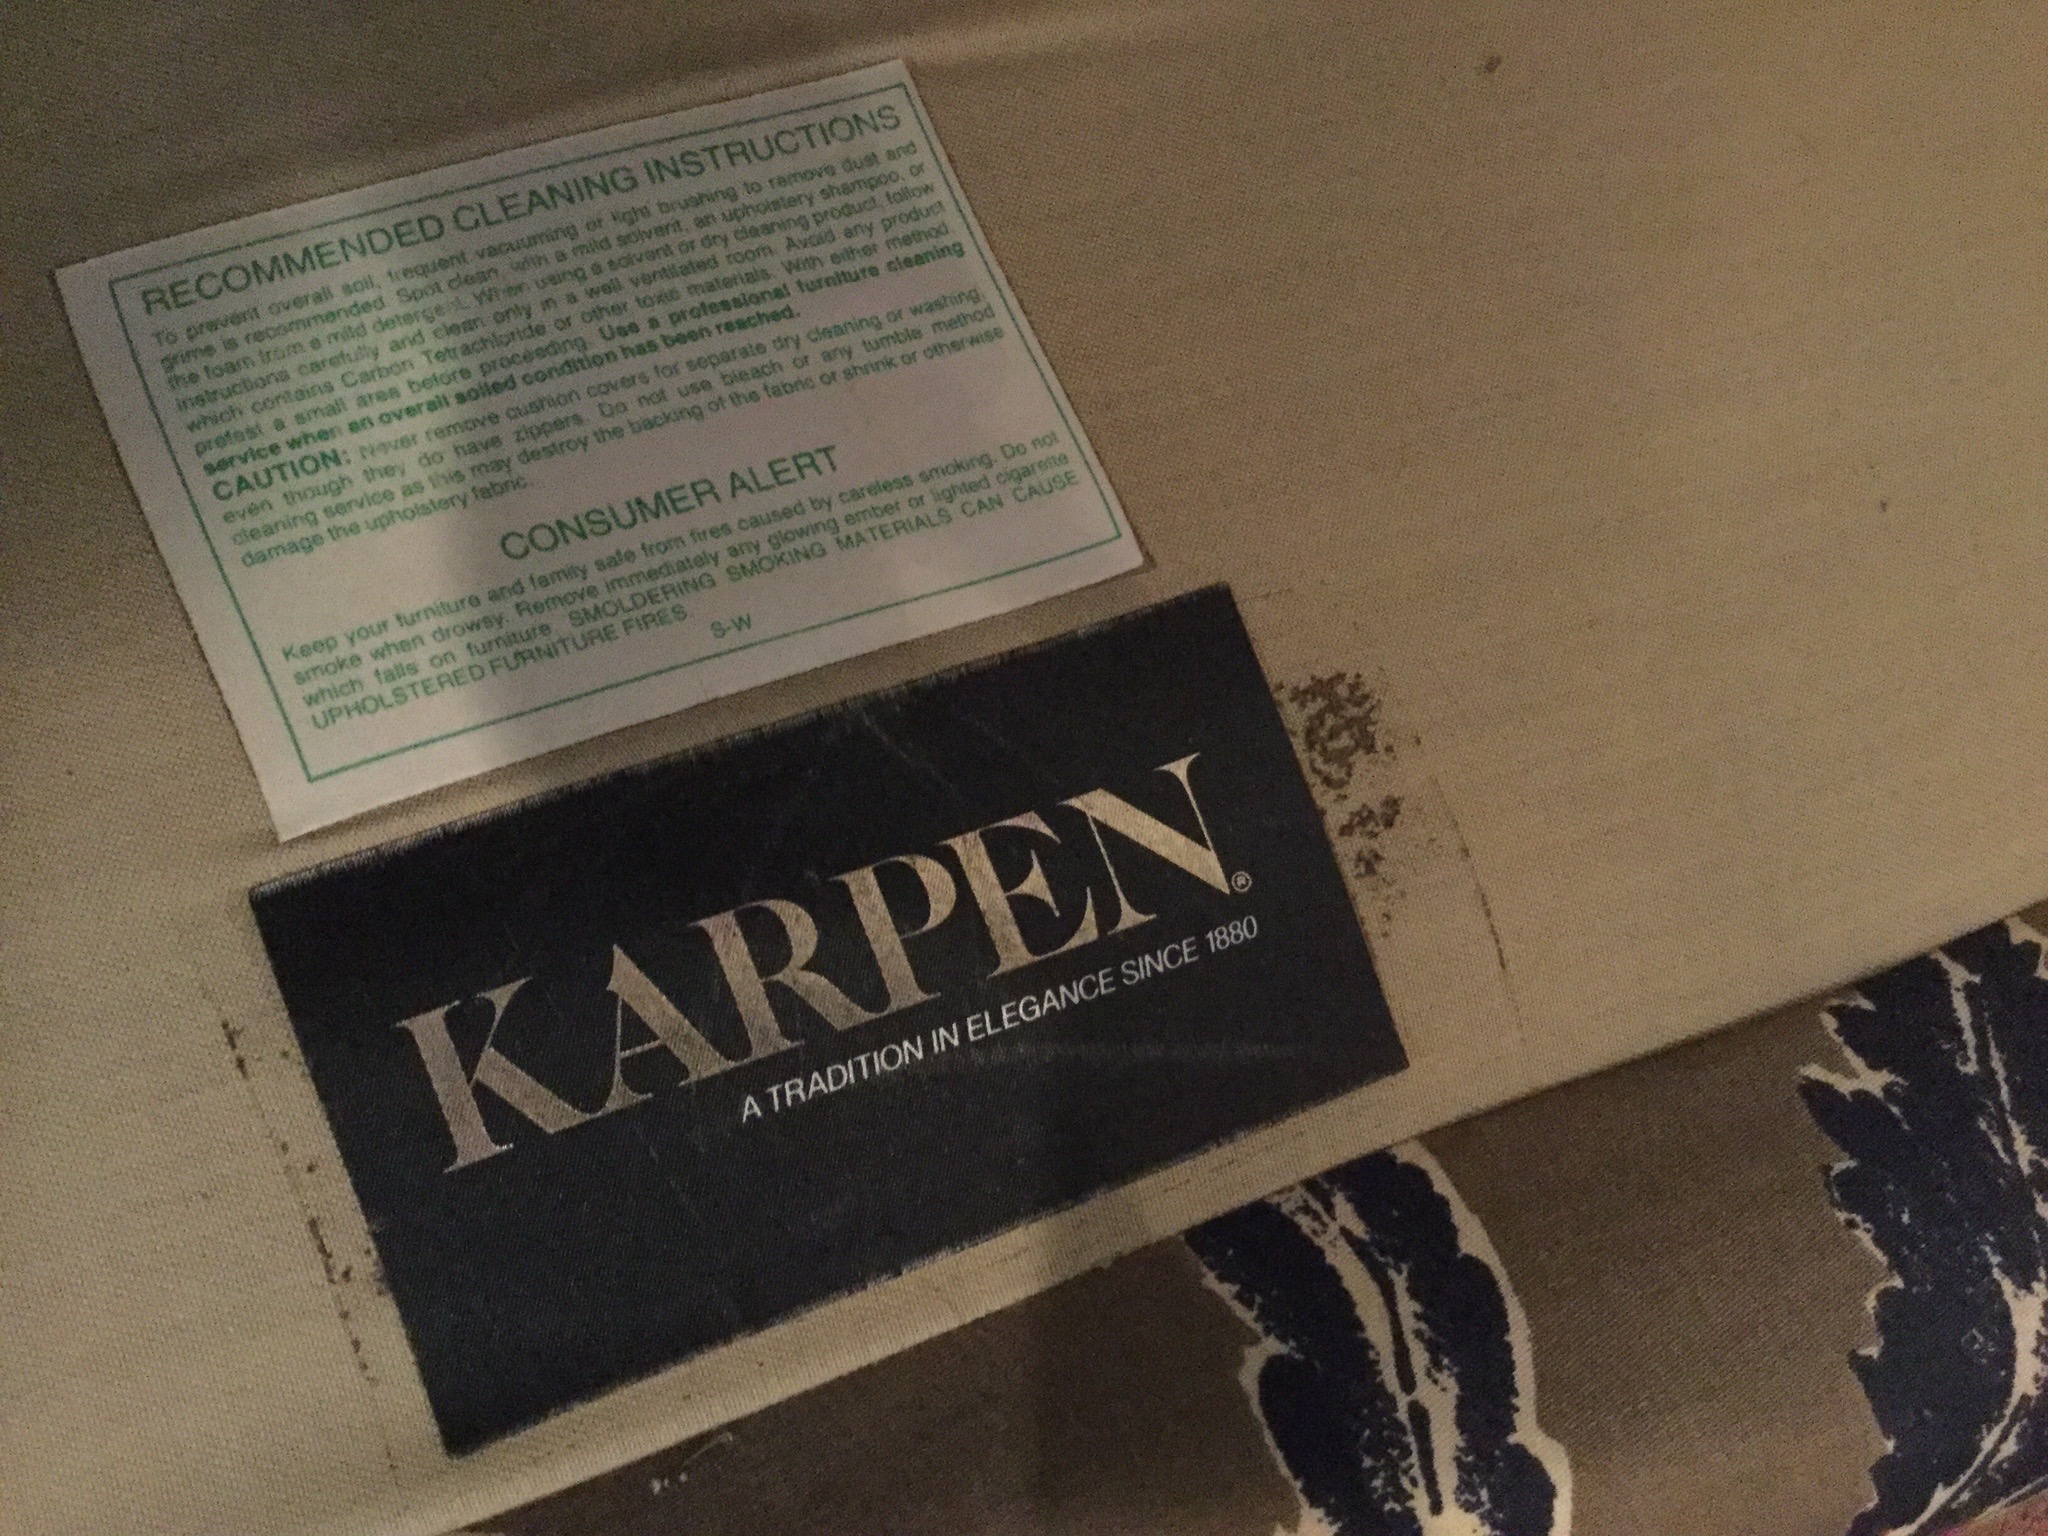 RECOMMENDED CLEANING INSTRUCTIONS
To prevent overall soil, frequent vacuuming or light brushing to remove dust and
grime is recommended. Spot clean, with a mild solvent, an upholstery shampoo, or
the foam from a mild detergent. When using a solvent or dry cleaning product, follow
instructions carefully and clean only in a well ventilated room. Avoid any product
which contains Carbon Tetrachloride or other toxic materials. With either method
pretest a small area before proceeding. Use a professional furniture cleaning
service when an overall soiled condition has been reached.
CAUTION: Never remove cushion covers for separate dry cleaning or washing,
even though they do have zippers. Do not use bleach or any tumble method
cleaning service as this may destroy the backing of the fabric or shrink or otherwise
damage the upholstery fabric.
CONSUMER ALERT
Keep your furniture and family safe from fires caused by careless smoking. Do not
smoke when drowsy. Remove immediately any glowing ember or lighted cigarette
which falls on furniture. SMOLDERING SMOKING MATERIALS CAN CAUSE
UPHOLSTERED FURNITURE FIRES.
S-W
KARPEN®
A TRADITION IN ELEGANCE SINCE 1880